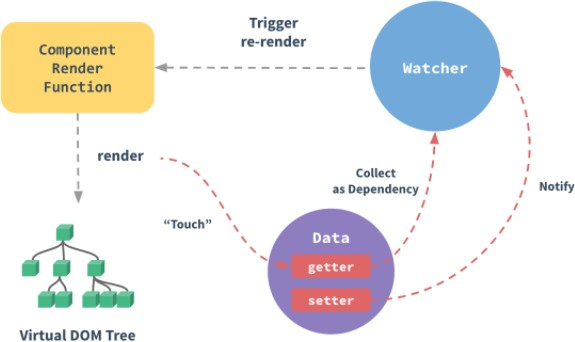 Trigger
re-render
Component
Render
Function
Watcher
render
Collect
as Dependency
Notify
“Touch”
Data
getter
setter
Virtual DOM Tree